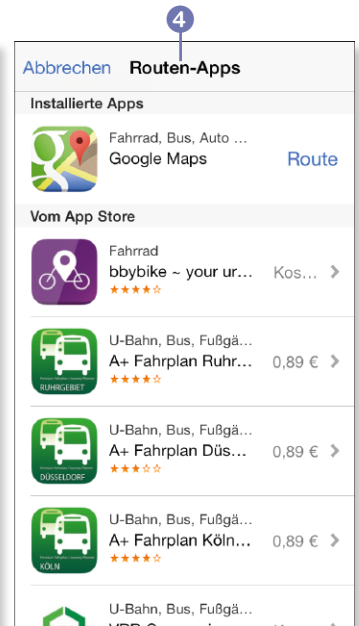 4
Abbrechen Routen-Apps
Installierte Apps
Fahrrad, Bus, Auto ...
Google Maps
Route
Vom App Store
Fahrrad
bbybike ~ your ur...
Kos...
U-Bahn, Bus, Fußgä...
A+ Fahrplan Ruhr...
0,89 €
RUHRGEBIET
U-Bahn, Bus, Fußgä...
A+ Fahrplan Düs...
0,89 €
DÜSSELDORF
U-Bahn, Bus, Fußgä...
A+ Fahrplan Köln...
0,89 €
KÖLN
U-Bahn, Bus, Fußgä...